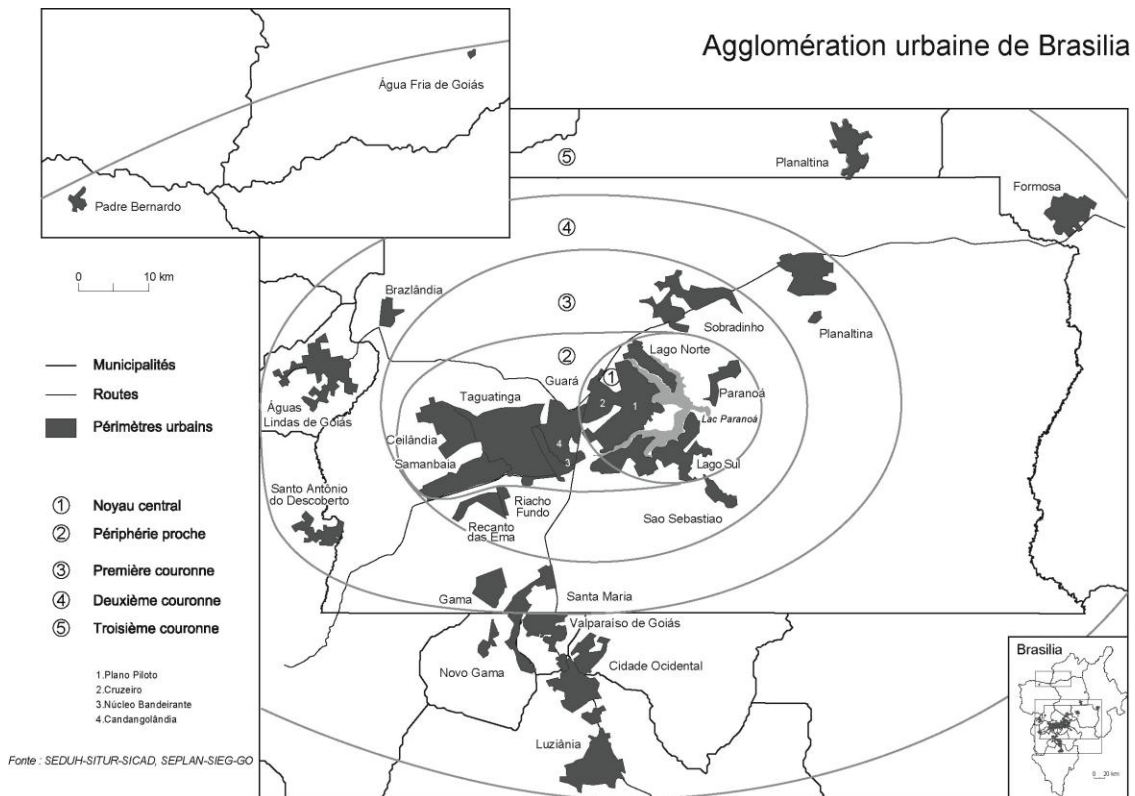 Agglomération urbaine de Brasilia
Água Fria de Goiás
Padre Bernardo
0 10 km
Municipalités
Routes
Périmètres urbains
1 Noyau central
2 Périphérie proche
3 Première couronne
4 Deuxième couronne
5 Troisième couronne
1.Plano Piloto
2.Cruzeiro
3.Núcleo Bandeirante
4.Candangolândia
Fonte : SEDUH-SITUR-SICAD, SEPLAN-SIEG-GO
5
Planaltina
Formosa
4
Brazlândia
3
Sobradinho
Planaltina
2
Lago Norte
Guará
1
Taguatinga
Paranoá
2
1
Lac Paranoá
Águas
Lindas de Goiás
Ceilândia
4
3
Samanbaia
Lago Sul
Santo Antônio
do Descoberto
Riacho
Fundo
Recanto
das Ema
Sao Sebastiao
Gama
Santa Maria
Valparaíso de Goiás
Novo Gama
Cidade Ocidental
Luziânia
Brasilia
0 20 km